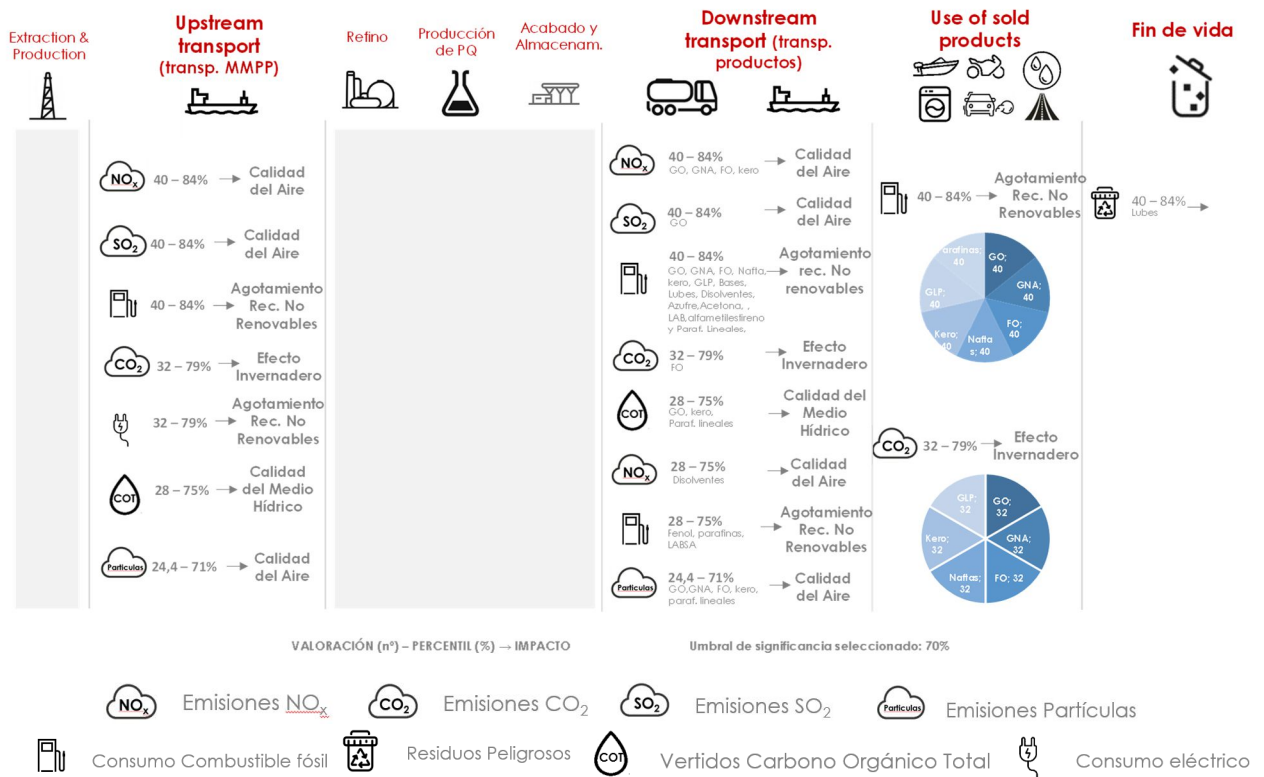 Extraction &
Production
Upstream
transport
(transp. MMPP)
Refino
Producción
de PQ
Acabado y
Almacenam.
Downstream
transport (transp.
productos)
Use of sold
products
Fin de vida
NOx
40 – 84%
Calidad
del Aire
SO2
40 – 84%
Calidad
del Aire
40 – 84%
Agotamiento
Rec. No
Renovables
CO2
32 – 79%
Efecto
Invernadero
32 – 79%
Agotamiento
Rec. No
Renovables
COT
28 – 75%
Calidad
del Medio
Hídrico
Partículas
24,4 – 71%
Calidad
del Aire
NOx
40 – 84%
GO, GNA, FO, kero
Calidad
del Aire
SO2
40 – 84%
GO
Calidad
del Aire
40 – 84%
GO, GNA, FO, Nafta,
kero, GLP, Bases,
Lubes, Disolventes,
Azufre,Acetona, ,
LAB,alfametilestireno
y Paraf. Lineales,
Agotamiento
rec. No
renovables
CO2
32 – 79%
FO
Efecto
Invernadero
COT
28 – 75%
GO, kero,
Paraf. lineales
Calidad del
Medio
Hídrico
NOx
28 – 75%
Disolventes
Calidad
del Aire
28 – 75%
Fenol, parafinas,
LABSA
Agotamiento
Rec. No
Renovables
Partículas
24,4 – 71%
GO,GNA, FO, kero,
paraf. lineales
Calidad
del Aire
40 – 84%
Agotamiento
Rec. No
Renovables
GO;
40
GNA;
40
FO;
40
Nafta
s; 40
Kero;
40
GLP;
40
Parafinas;
40
CO2
32 – 79%
Efecto
Invernadero
GO;
32
GNA;
32
FO; 32
Naftas;
32
Kero;
32
GLP;
32
40 – 84%
Lubes
VALORACIÓN (nº) – PERCENTIL (%) → IMPACTO
Umbral de significancia seleccionado: 70%
NOx Emisiones NOx
CO2 Emisiones CO2
SO2 Emisiones SO2
Partículas Emisiones Partículas
Consumo Combustible fósil
Residuos Peligrosos
COT Vertidos Carbono Orgánico Total
Consumo eléctrico